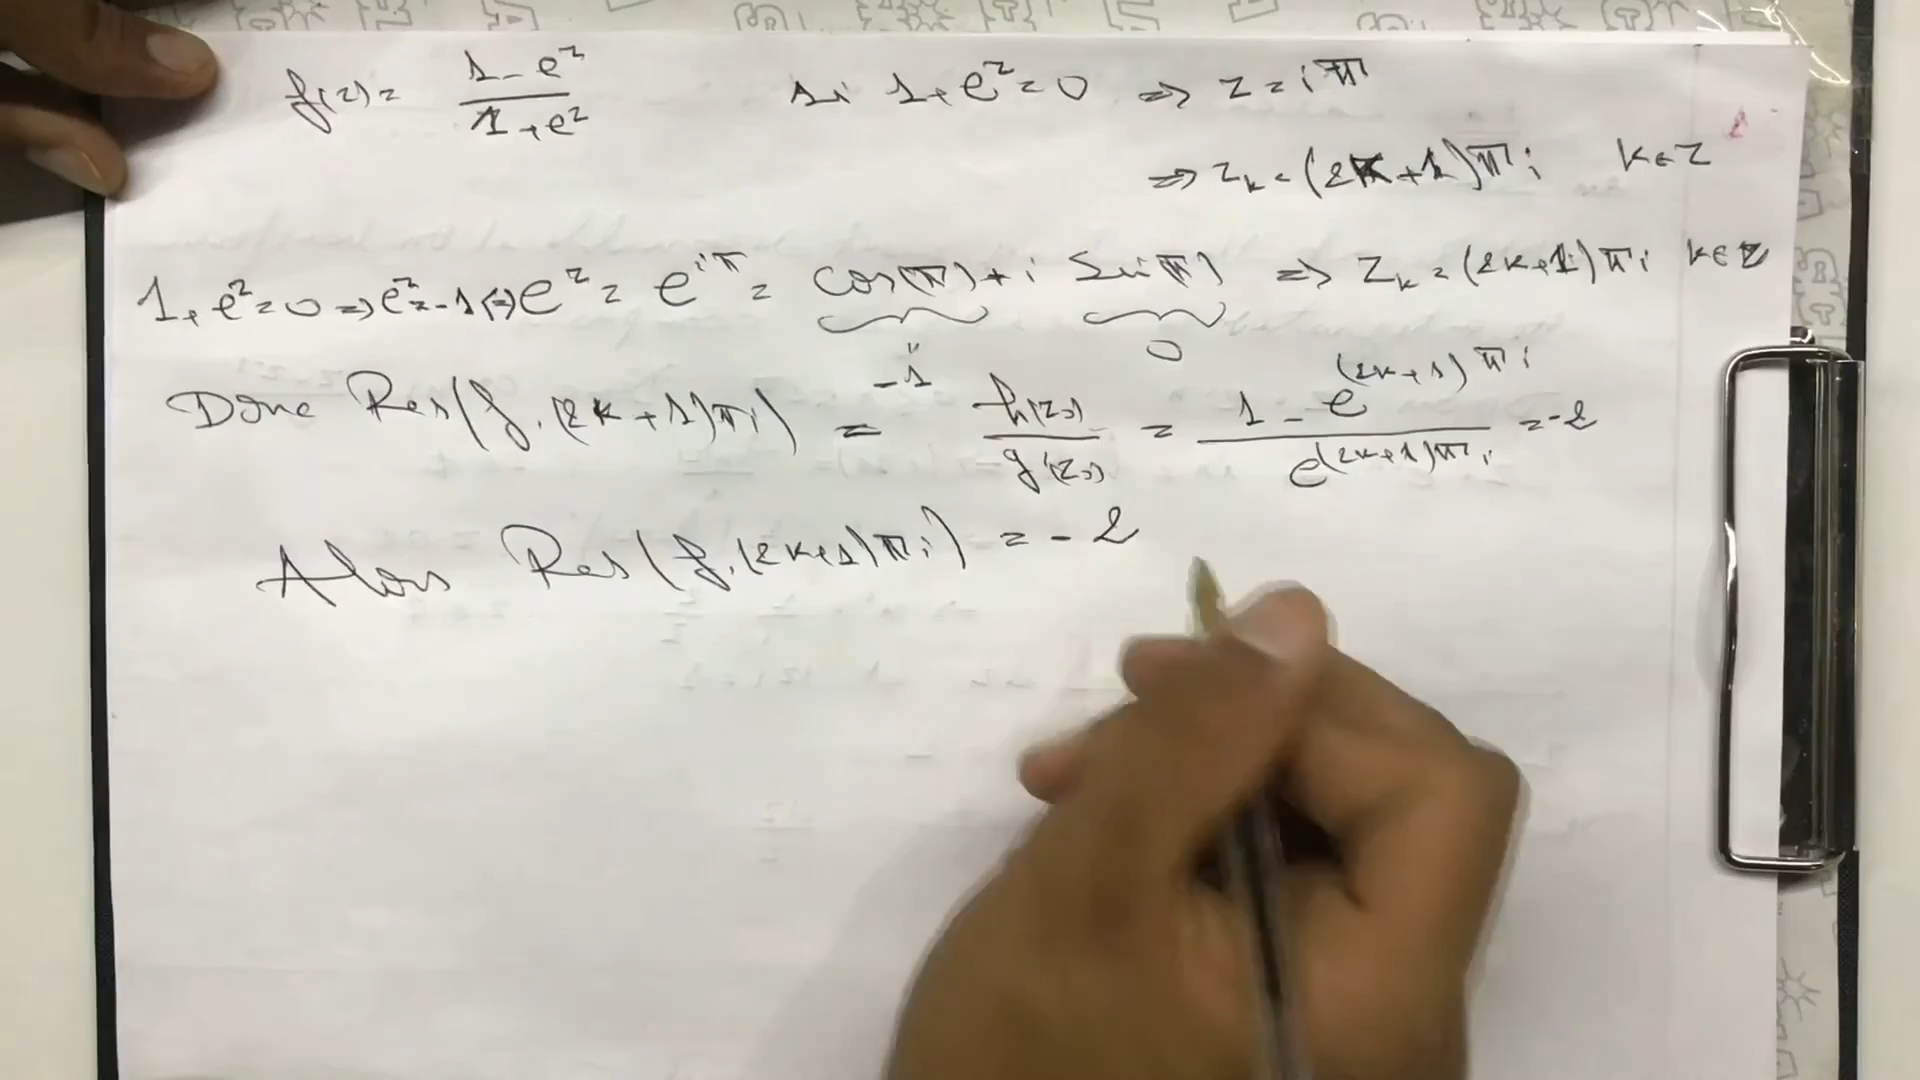 f(z) = (1 - e^z)/(1 + e^z)   si 1 + e^z = 0 => z = iπ
=> z_k = (2k+1)πi   k ∈ Z
1 + e^z = 0 => e^z = -1 <=> e^z = e^{iπ} = cos(π) + i sin(π) => z_k = (2k+1)πi   k ∈ Z
" -1   0
Donc Res(f, (2k+1)πi) = h(z₀)/g'(z₀) = (1 - e^{(2k+1)πi})/e^{(2k+1)πi} = -2
Alors Res(f, (2k+1)πi) = -2